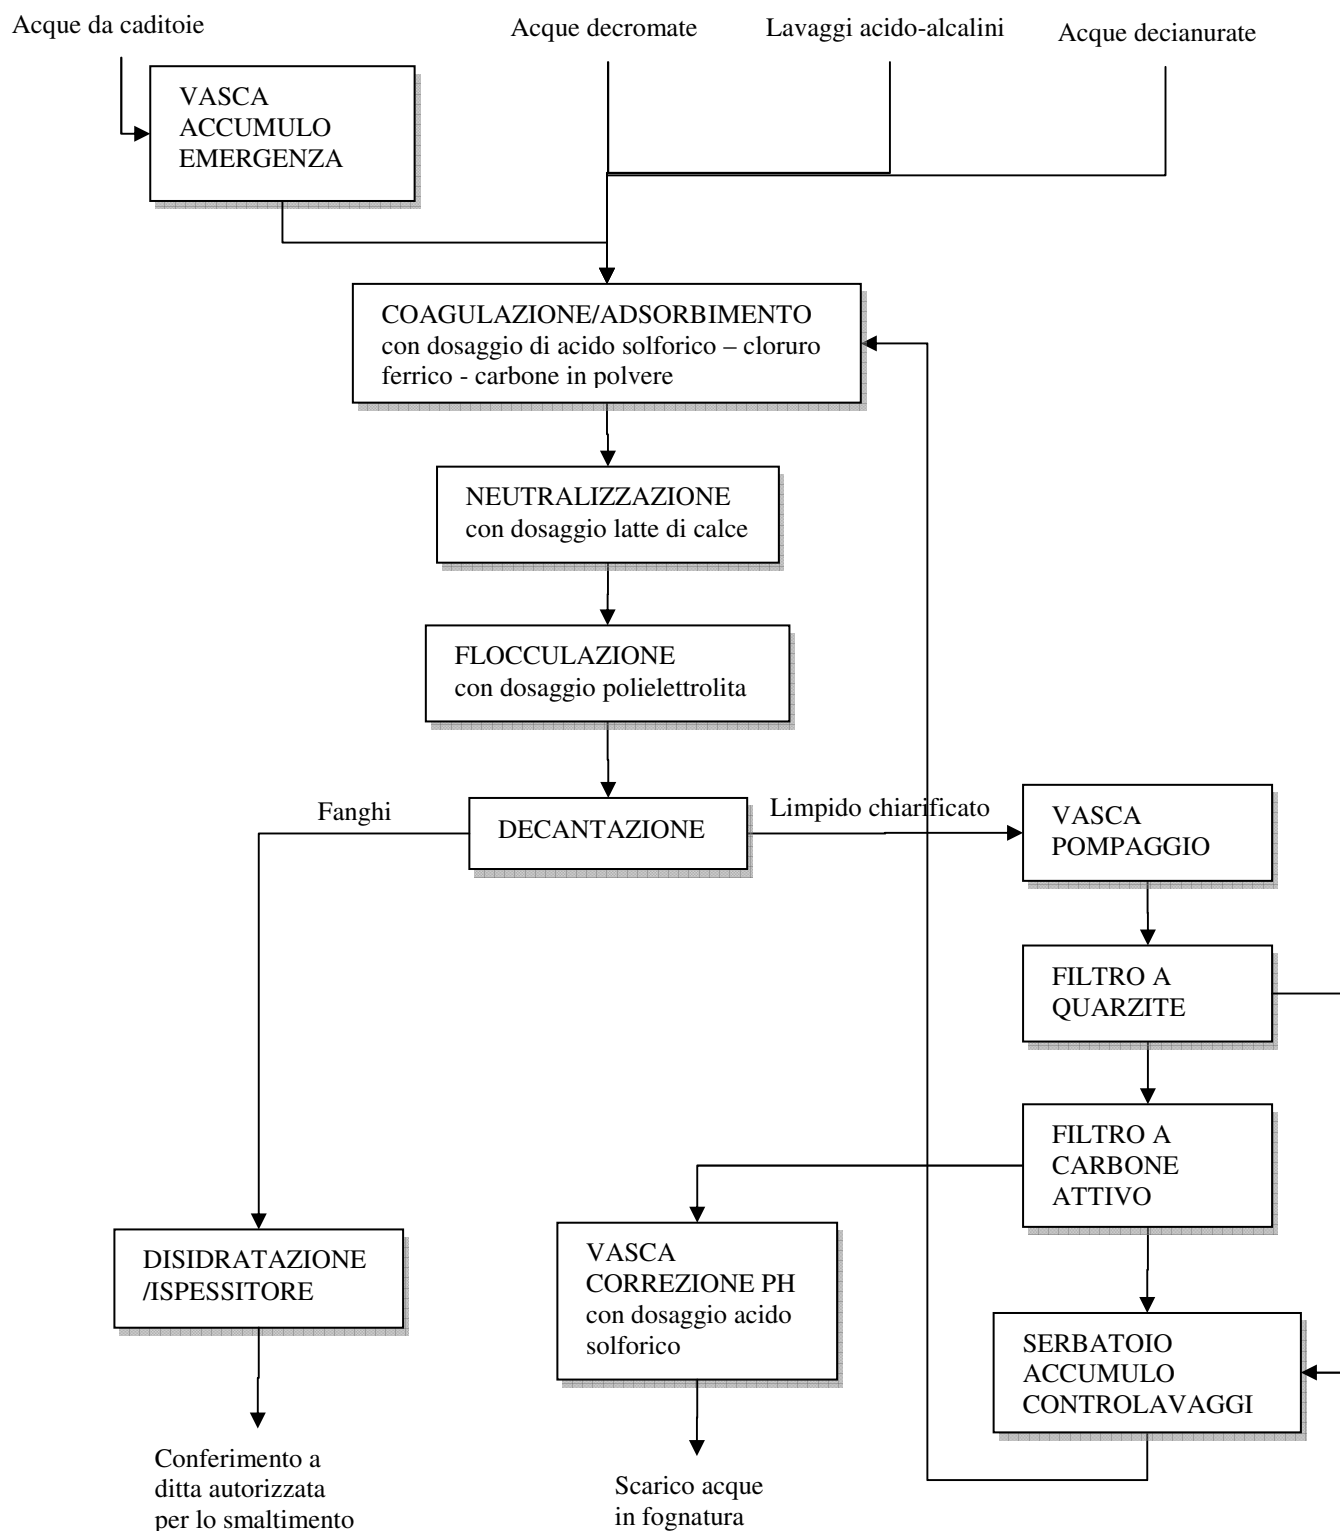 Acque da caditoie
Acque decromate
Lavaggi acido-alcalini
Acque decianurate
VASCA
ACCUMULO
EMERGENZA
COAGULAZIONE/ADSORBIMENTO
con dosaggio di acido solforico – cloruro
ferrico - carbone in polvere
NEUTRALIZZAZIONE
con dosaggio latte di calce
FLOCCULAZIONE
con dosaggio polielettrolita
Fanghi
DECANTAZIONE
Limpido chiarificato
VASCA
POMPAGGIO
FILTRO A
QUARZITE
FILTRO A
CARBONE
ATTIVO
DISIDRATAZIONE
/ISPESSITORE
VASCA
CORREZIONE PH
con dosaggio acido
solforico
SERBATOIO
ACCUMULO
CONTROLAVAGGI
Conferimento a
ditta autorizzata
per lo smaltimento
Scarico acque
in fognatura